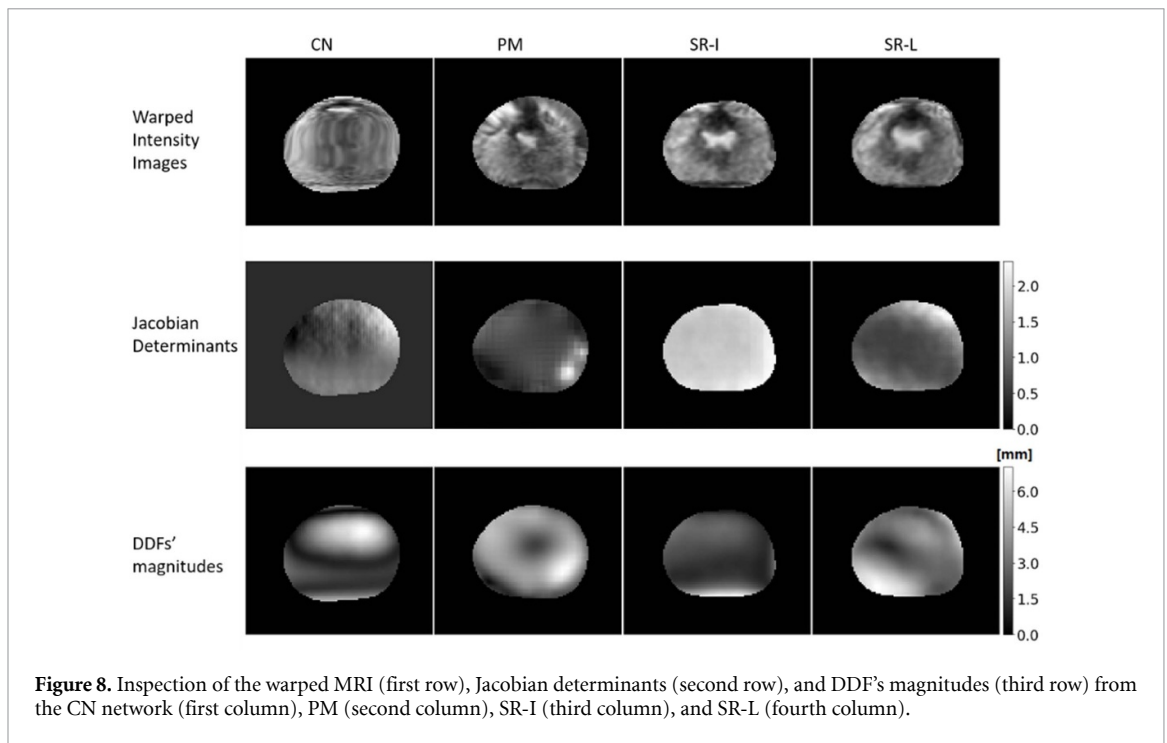 CN PM SR-I SR-L
Warped
Intensity
Images
Jacobian
Determinants
2.0
1.5
1.0
0.5
0.0
[mm]
DDFs'
magnitudes
6.0
4.5
3.0
1.5
0.0
Figure 8. Inspection of the warped MRI (first row), Jacobian determinants (second row), and DDF's magnitudes (third row) from
the CN network (first column), PM (second column), SR-I (third column), and SR-L (fourth column).